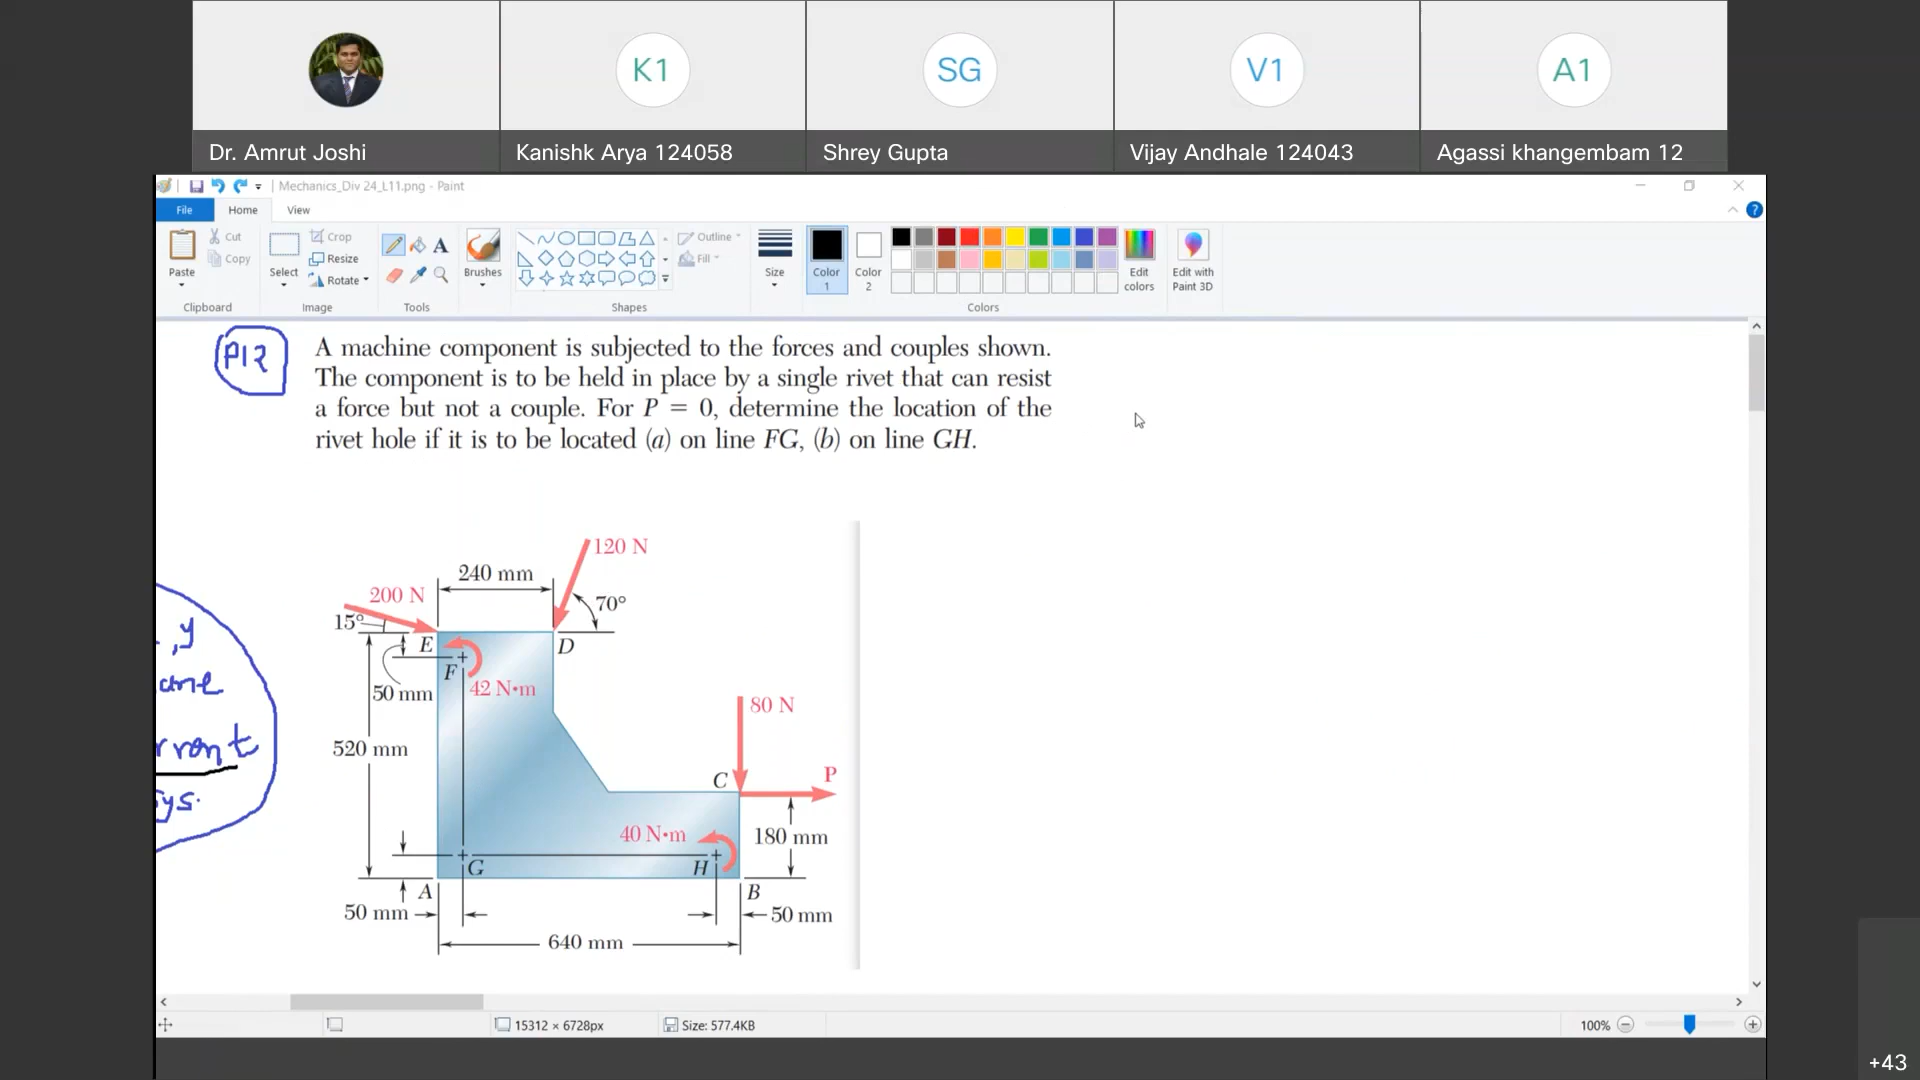 K1
SG
V1
A1
Dr. Amrut Joshi
Kanishk Arya 124058
Shrey Gupta
Vijay Andhale 124043
Agassi khangembam 12
Mechanics_Div 24_L11.png - Paint
File
Home
View
Paste
Cut
Copy
Clipboard
Select
Crop
Resize
Rotate
Image
A
Tools
Brushes
Outline
Fill
Shapes
Size
Color 1
Color 2
Edit colors
Edit with Paint 3D
Colors
?
P12
A machine component is subjected to the forces and couples shown.
The component is to be held in place by a single rivet that can resist
a force but not a couple. For P = 0, determine the location of the
rivet hole if it is to be located (a) on line FG, (b) on line GH.
120 N
240 mm
200 N
70°
15°
E
D
F
50 mm
42 N•m
80 N
520 mm
C
P
40 N•m
180 mm
G
H
A
B
50 mm
50 mm
640 mm
, y
sys.
15312 × 6728px
Size: 577.4KB
100%
+43